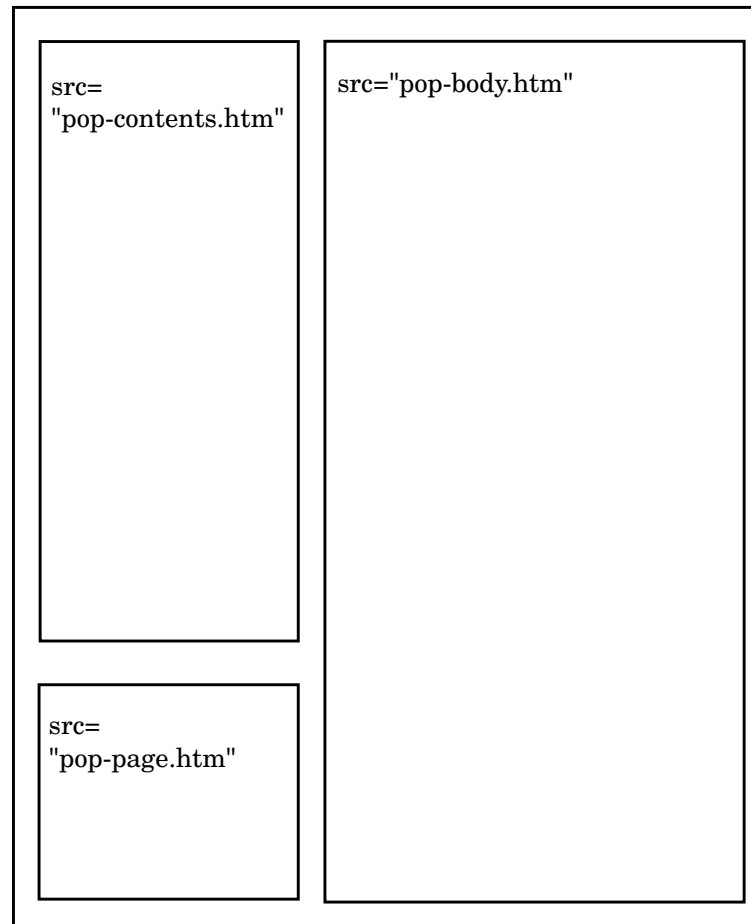 src=
"pop-contents.htm"
src="pop-body.htm"
src=
"pop-page.htm"